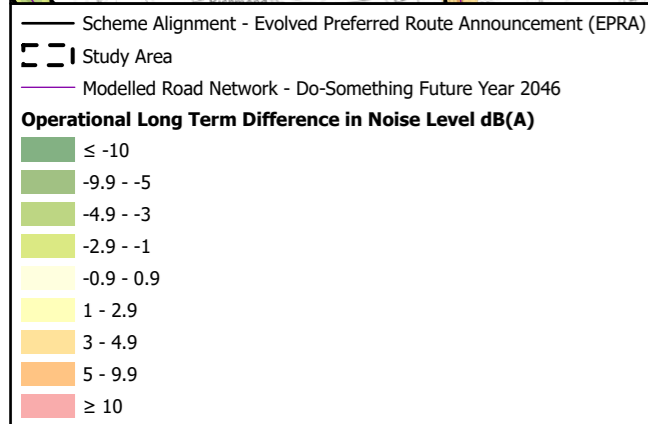 Scheme Alignment - Evolved Preferred Route Announcement (EPRA)
Study Area
Modelled Road Network - Do-Something Future Year 2046
Operational Long Term Difference in Noise Level dB(A)
≤ -10
-9.9 - -5
-4.9 - -3
-2.9 - -1
-0.9 - 0.9
1 - 2.9
3 - 4.9
5 - 9.9
≥ 10